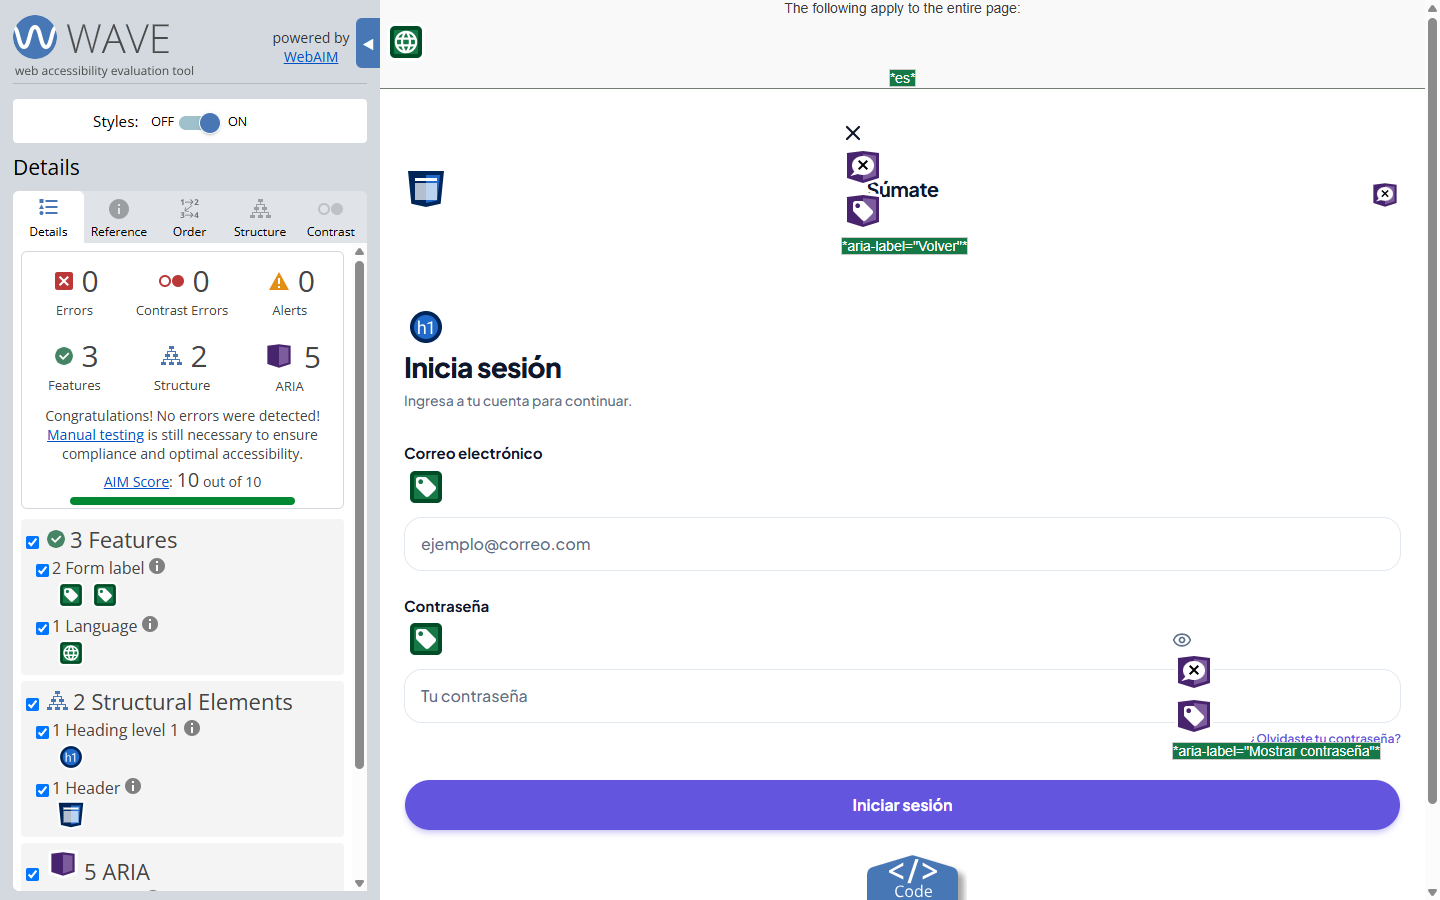 WAVE
web accessibility evaluation tool
powered by
WebAIM
Styles: OFF ON
Details
Details Reference Order Structure Contrast
0 0 0
Errors Contrast Errors Alerts
3 2 5
Features Structure ARIA
Congratulations! No errors were detected!
Manual testing is still necessary to ensure
compliance and optimal accessibility.
AIM Score: 10 out of 10
3 Features
2 Form label
1 Language
2 Structural Elements
1 Heading level 1
h1
1 Header
5 ARIA
The following apply to the entire page:
*es*
Súmate
*aria-label="Volver"*
h1
Inicia sesión
Ingresa a tu cuenta para continuar.
Correo electrónico
ejemplo@correo.com
Contraseña
Tu contraseña
¿Olvidaste tu contraseña?
*aria-label="Mostrar contraseña"*
Iniciar sesión
</>
Code